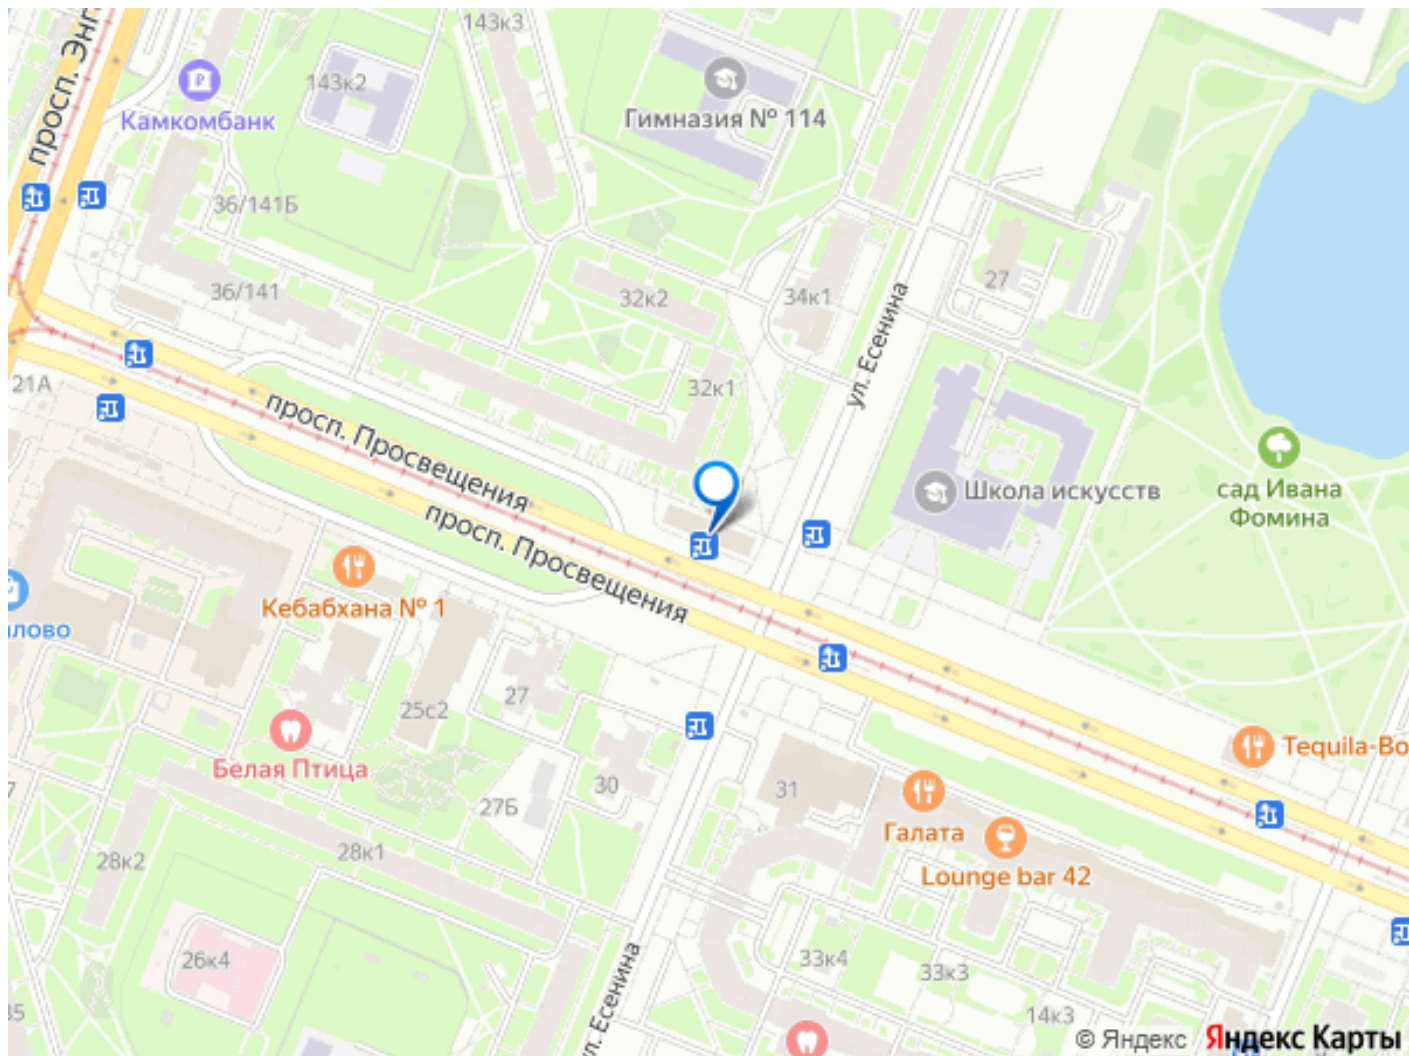 143к3
просп. Энг
143к2
Камкомбанк
Гимназия № 114
36/141Б
36/141
32к2
34к1
27
ул. Есенина
21А
32к1
просп. Просвещения
просп. Просвещения
Школа искусств
сад Ивана
Фомина
Кебабхана № 1
лово
25с2
27
Белая Птица
30
31
27Б
Tequila-Bo
Галата
Lounge bar 42
28к2
28к1
26к4
33к4
33к3
14к3
ул. Есенина
© Яндекс Яндекс Карты